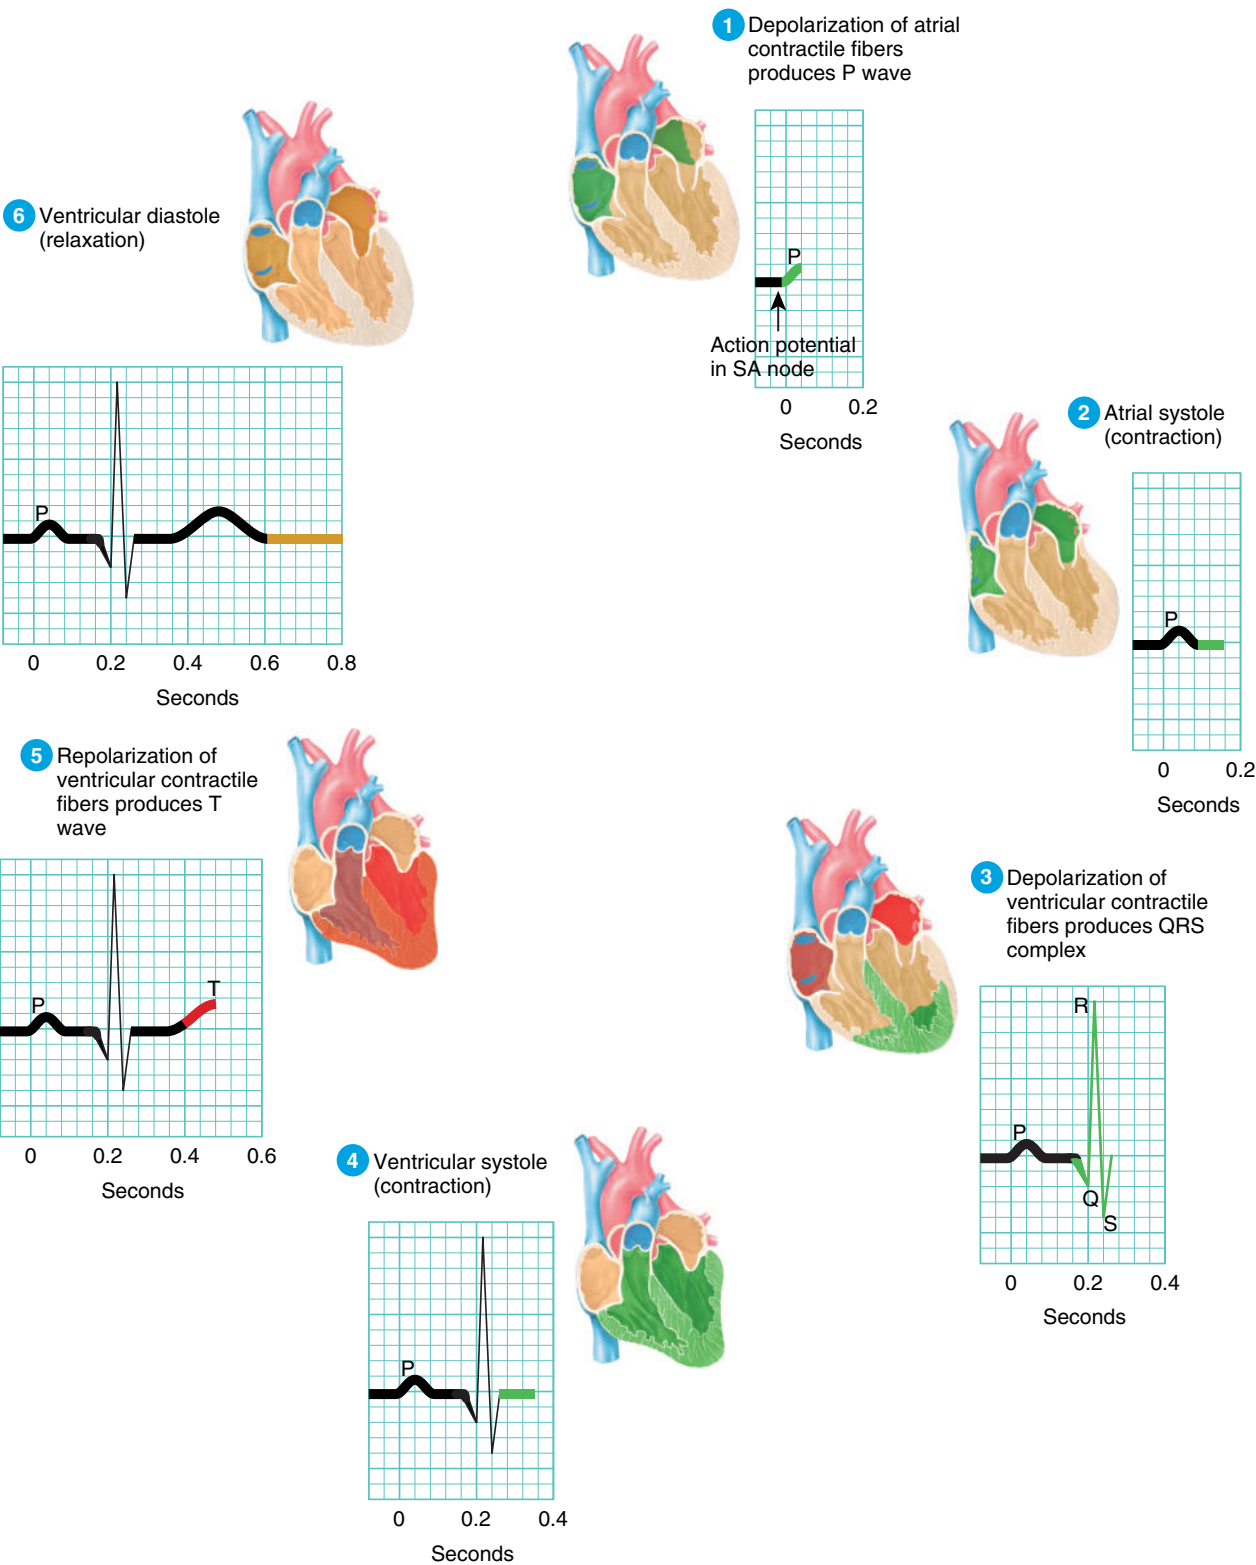 1 Depolarization of atrial
contractile fibers
produces P wave
P
Action potential
in SA node
0 0.2
Seconds
2 Atrial systole
(contraction)
P
0 0.2
Seconds
3 Depolarization of
ventricular contractile
fibers produces QRS
complex
R
P
Q
S
0 0.2 0.4
Seconds
4 Ventricular systole
(contraction)
P
0 0.2 0.4
Seconds
5 Repolarization of
ventricular contractile
fibers produces T
wave
T
P
0 0.2 0.4 0.6
Seconds
6 Ventricular diastole
(relaxation)
P
0 0.2 0.4 0.6 0.8
Seconds